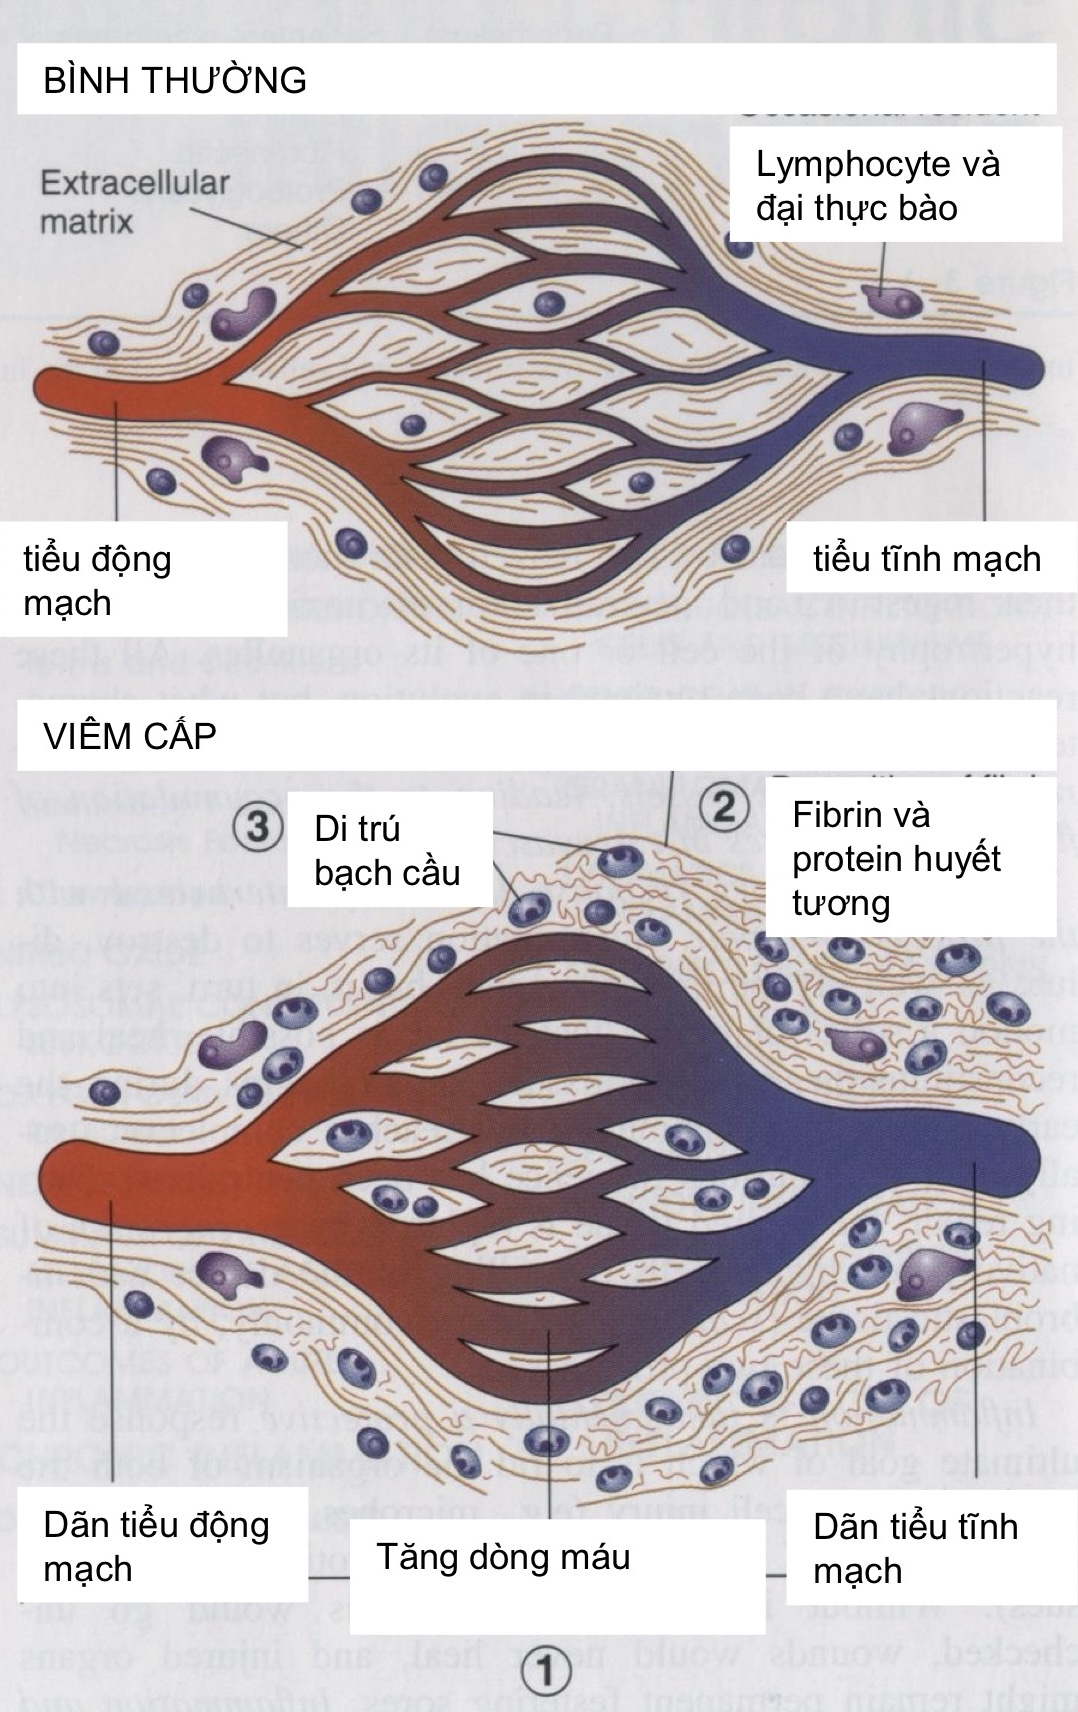 BÌNH THƯỜNG
Extracellular
matrix
Lymphocyte và
đại thực bào
tiểu động
mạch
tiểu tĩnh mạch
VIÊM CẤP
3
Di trú
bạch cầu
2
Fibrin và
protein huyết
tương
Dãn tiểu động
mạch
Tăng dòng máu
Dãn tiểu tĩnh
mạch
1